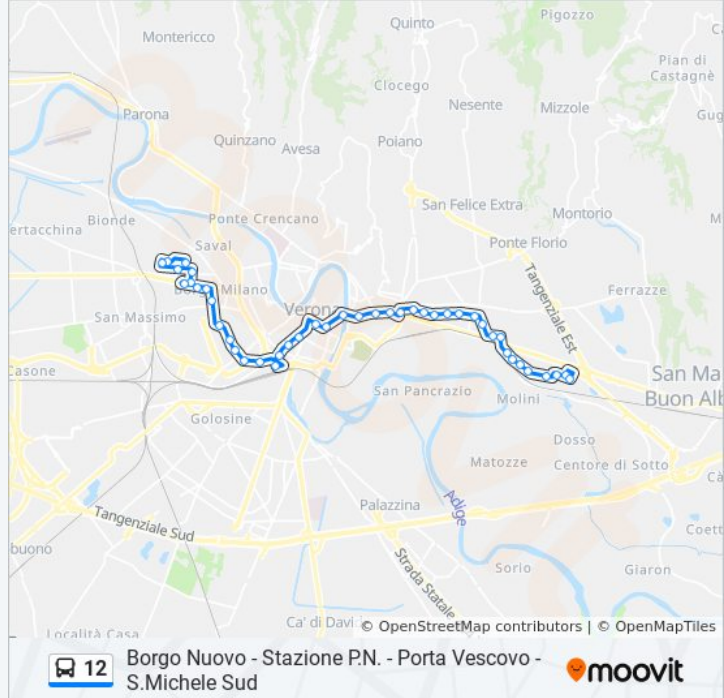 Quinto
Pigozzo
Montericco
Pian di
Castagnè
Clocego
Nesente
Mizzole
Parona
Quinzano
Avesa
Poiano
San Felice Extra
Montorio
Bionde
Ponte Crencano
Ponte Florio
Saval
Tangenziale Est
Milano
Ferrazze
Verona
San Massimo
Casone
San Pancrazio
Molini
San Ma
Buon Alb
Golosine
Dosso
Matozze
Centore di Sotto
Palazzina
Adige
Tangenziale Sud
buono
Strada Statale
Sorio
Giaron
Coett
Ca' di Davi
Località Casa
© OpenStreetMap contributors | © OpenMapTiles
12
Borgo Nuovo - Stazione P.N. - Porta Vescovo -
S.Michele Sud
moovit